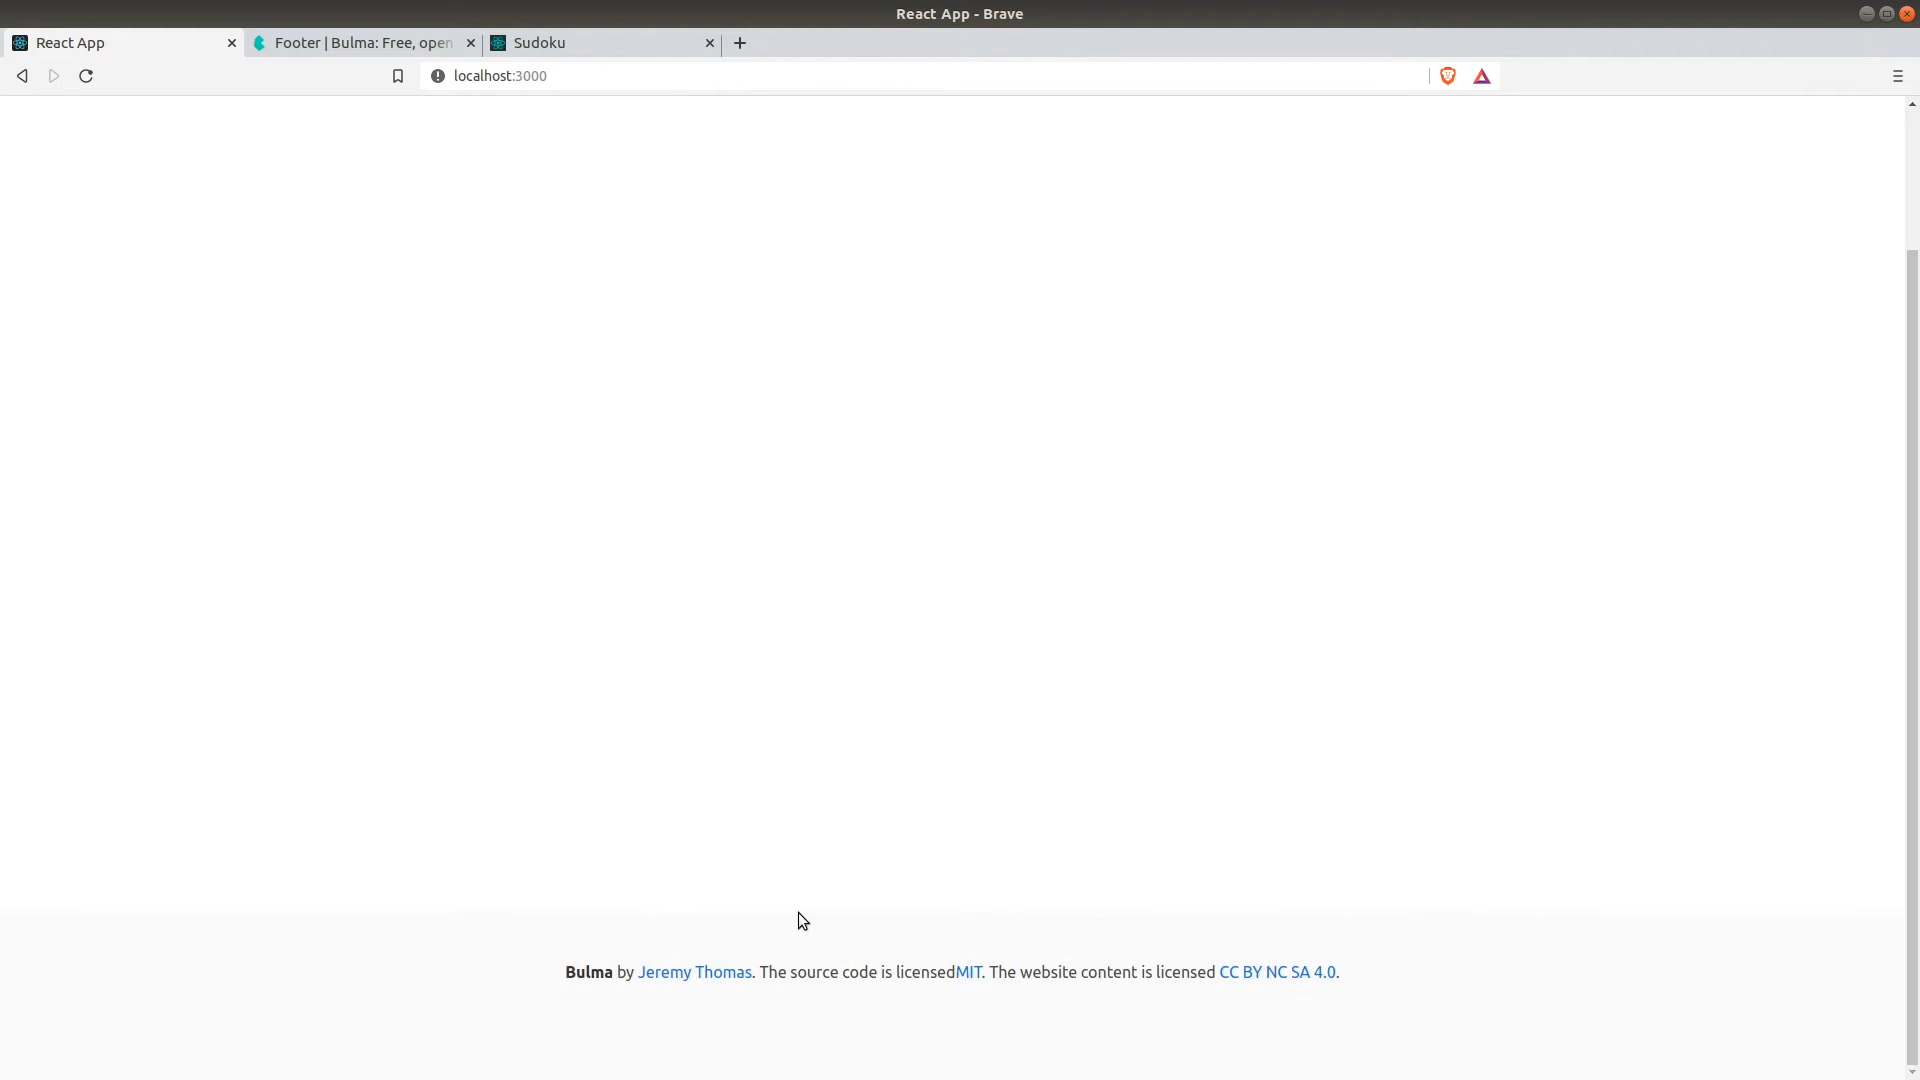 React App - Brave
React App
Footer | Bulma: Free, open
Sudoku
localhost:3000
Bulma by Jeremy Thomas. The source code is licensedMIT. The website content is licensed CC BY NC SA 4.0.